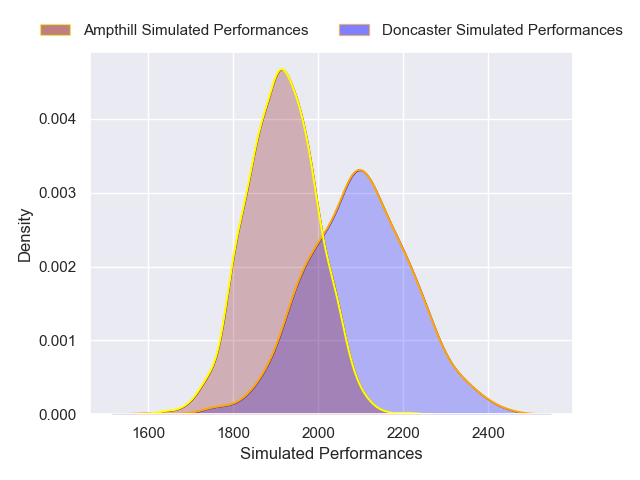 Ampthill Simulated Performances Doncaster Simulated Performances
0.004
0.003
0.002
0.001
0.000
Density
1600 1800 2000 2200 2400
Simulated Performances